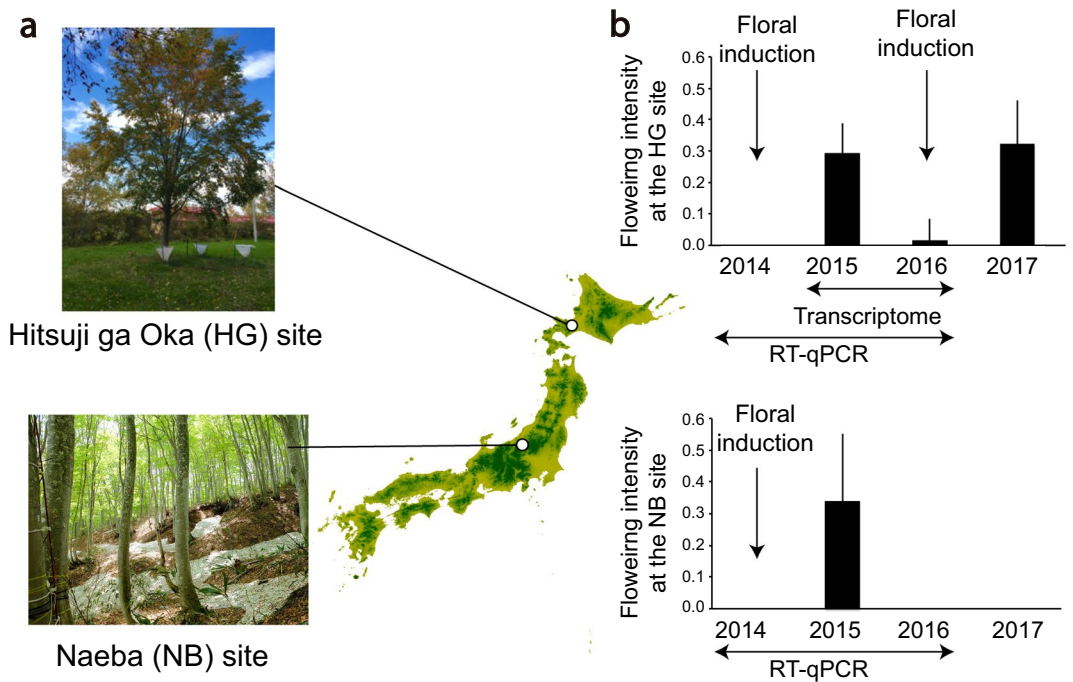 a
Hitsuji ga Oka (HG) site
Naeba (NB) site
b
Floral
induction
Floral
induction
Floweirng intensity
at the HG site
0.6
0.5
0.4
0.3
0.2
0.1
0.0
2014 2015 2016 2017
Transcriptome
RT-qPCR
Floral
induction
Floweirng intensity
at the NB site
0.6
0.5
0.4
0.3
0.2
0.1
0.0
2014 2015 2016 2017
RT-qPCR